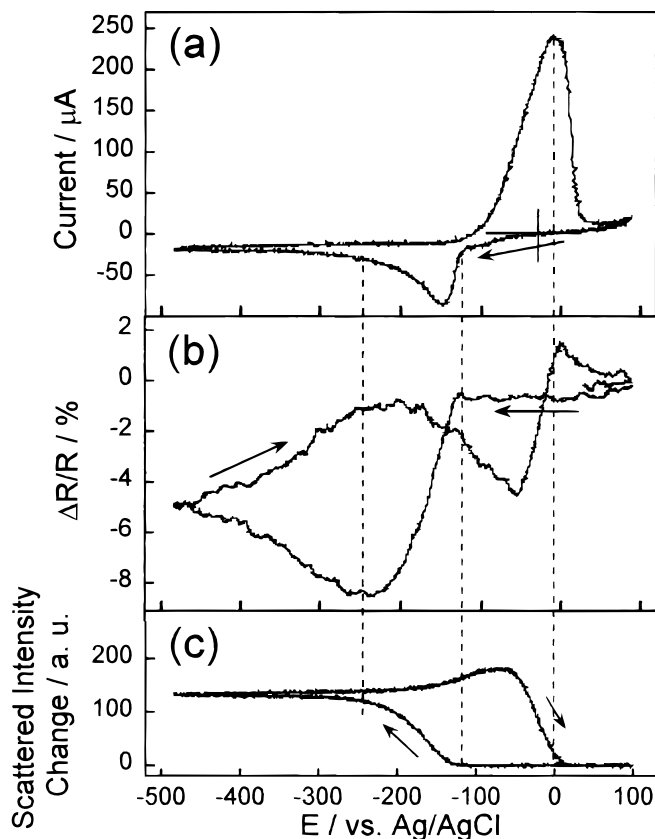 (a)
Current / μA
250
200
150
100
50
0
-50
(b)
ΔR/R / %
2
0
-2
-4
-6
-8
(c)
Scattered Intensity
Change / a. u.
200
100
0
-500 -400 -300 -200 -100 0 100
E / vs. Ag/AgCl